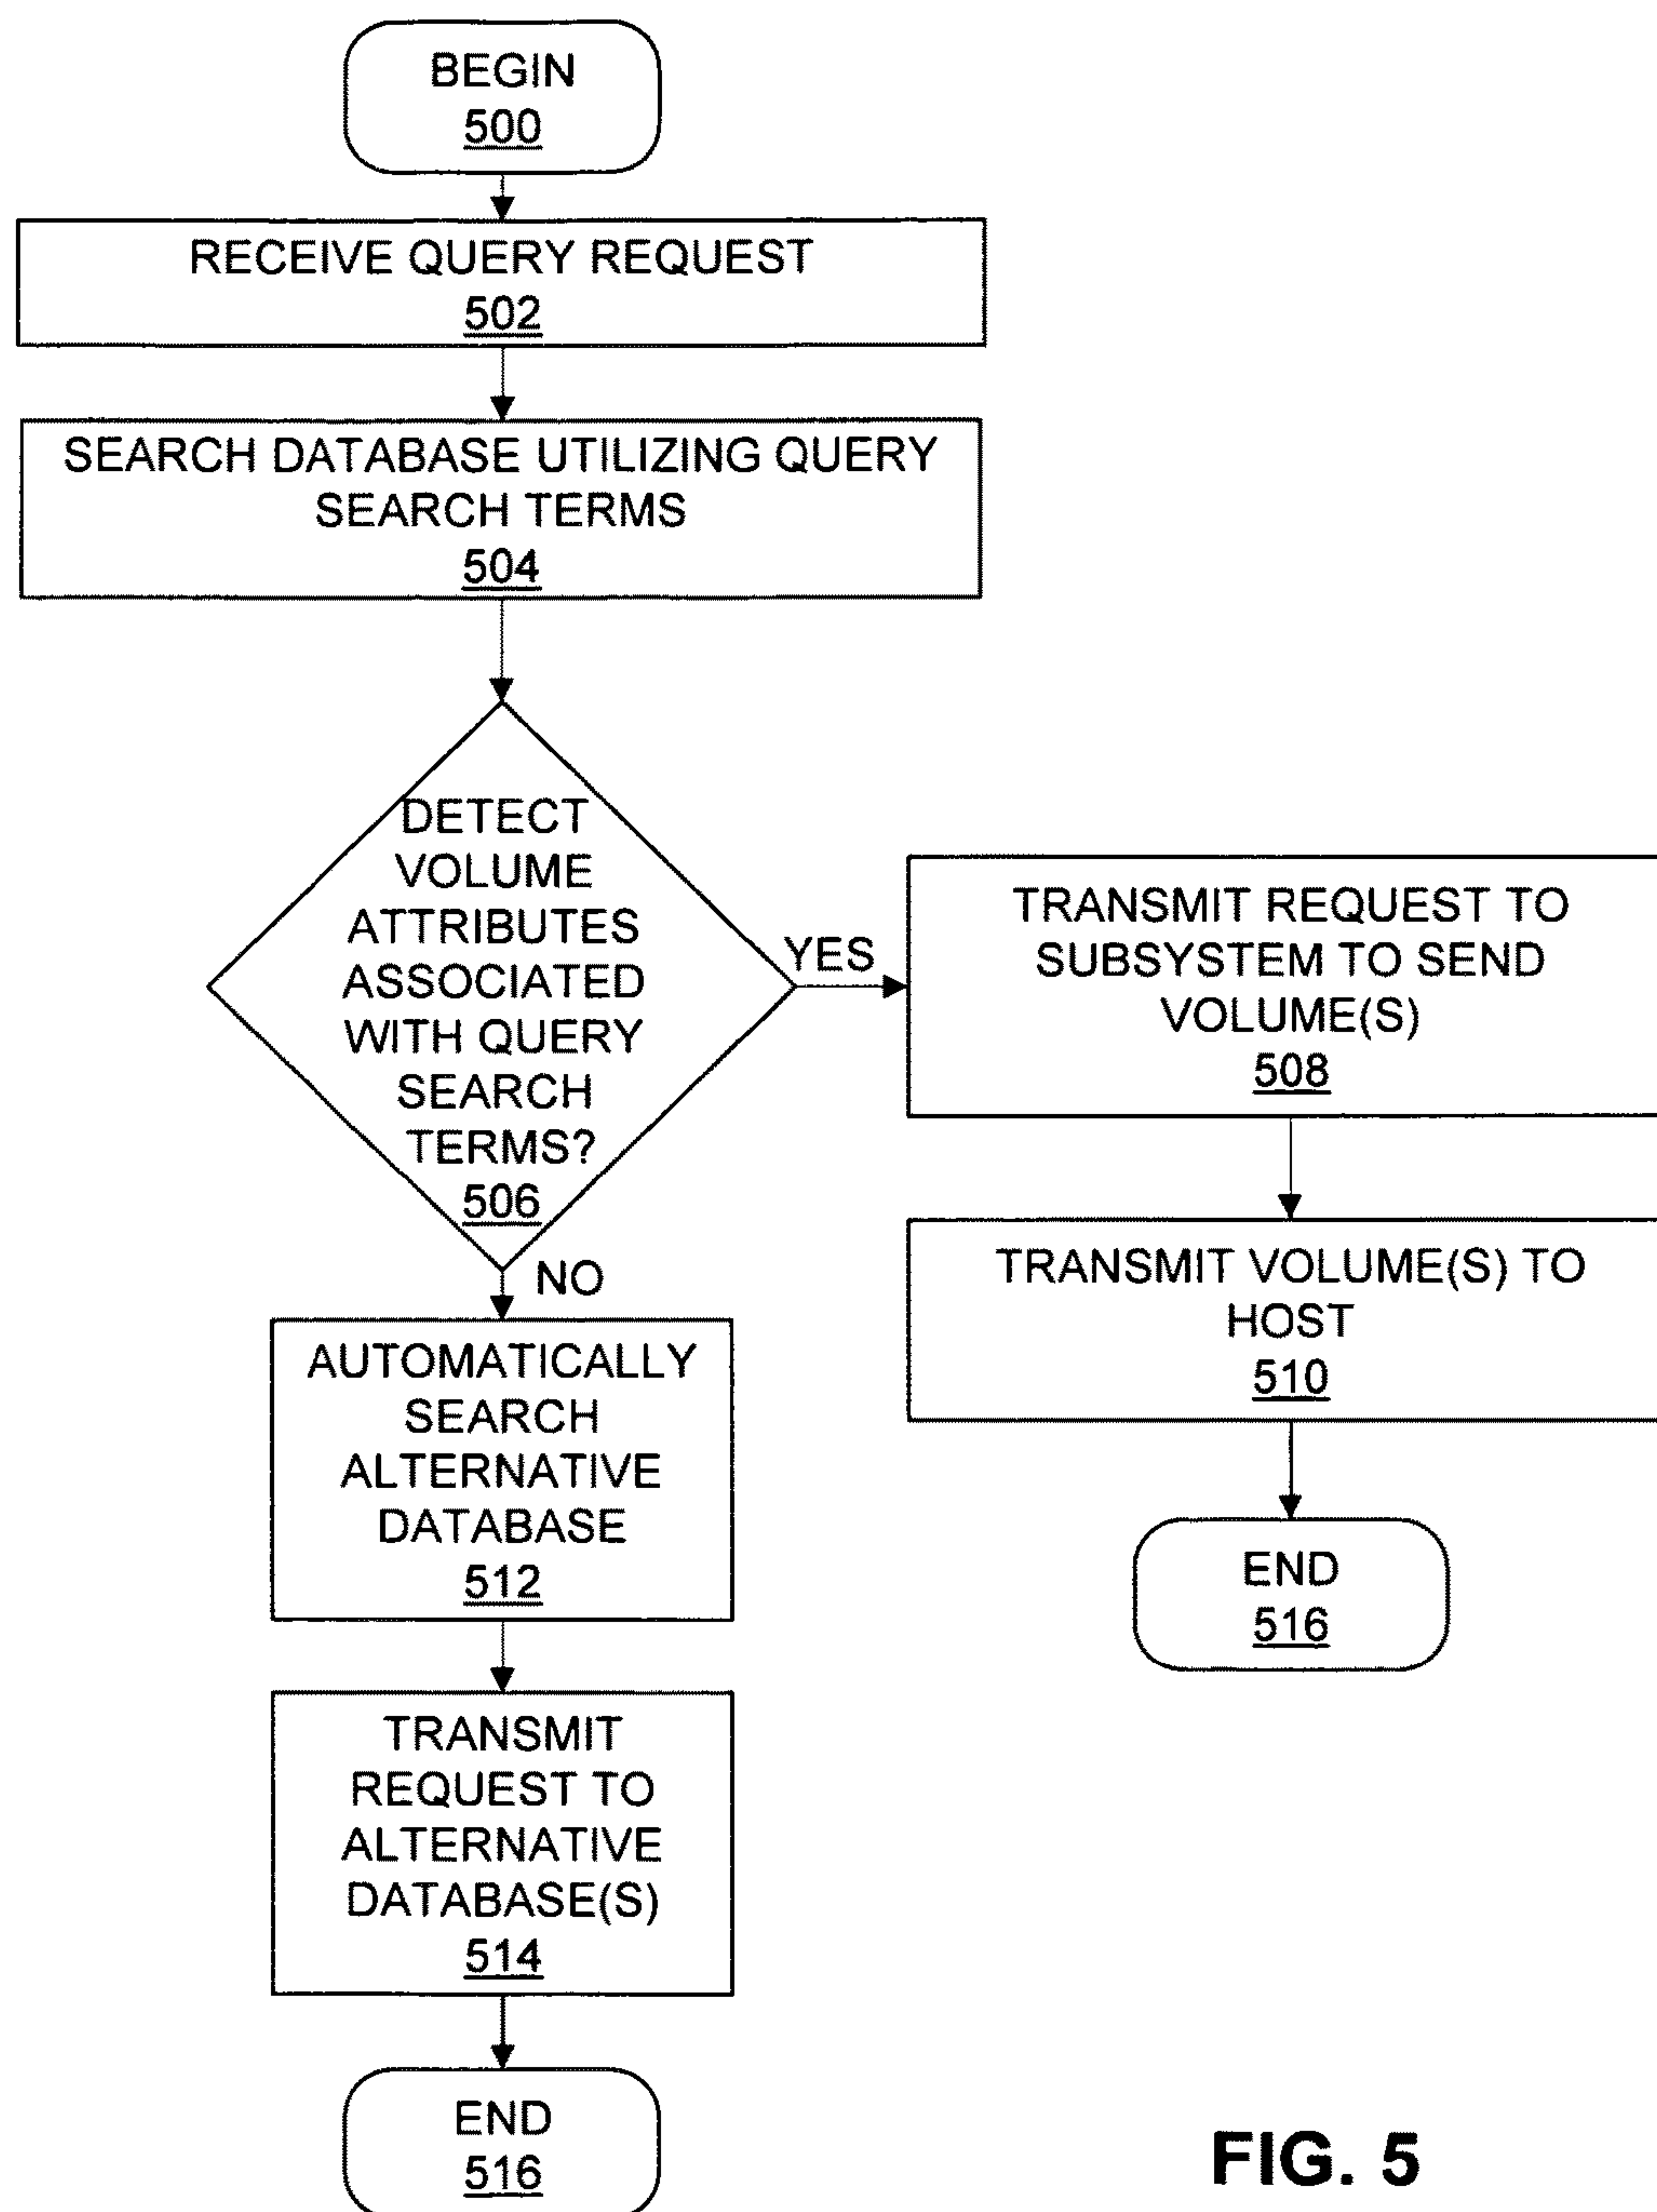 BEGIN
500
RECEIVE QUERY REQUEST
502
SEARCH DATABASE UTILIZING QUERY
SEARCH TERMS
504
DETECT
VOLUME
ATTRIBUTES
ASSOCIATED
WITH QUERY
SEARCH
TERMS?
506
YES
TRANSMIT REQUEST TO
SUBSYSTEM TO SEND
VOLUME(S)
508
TRANSMIT VOLUME(S) TO
HOST
510
END
516
NO
AUTOMATICALLY
SEARCH
ALTERNATIVE
DATABASE
512
TRANSMIT
REQUEST TO
ALTERNATIVE
DATABASE(S)
514
END
516
FIG. 5